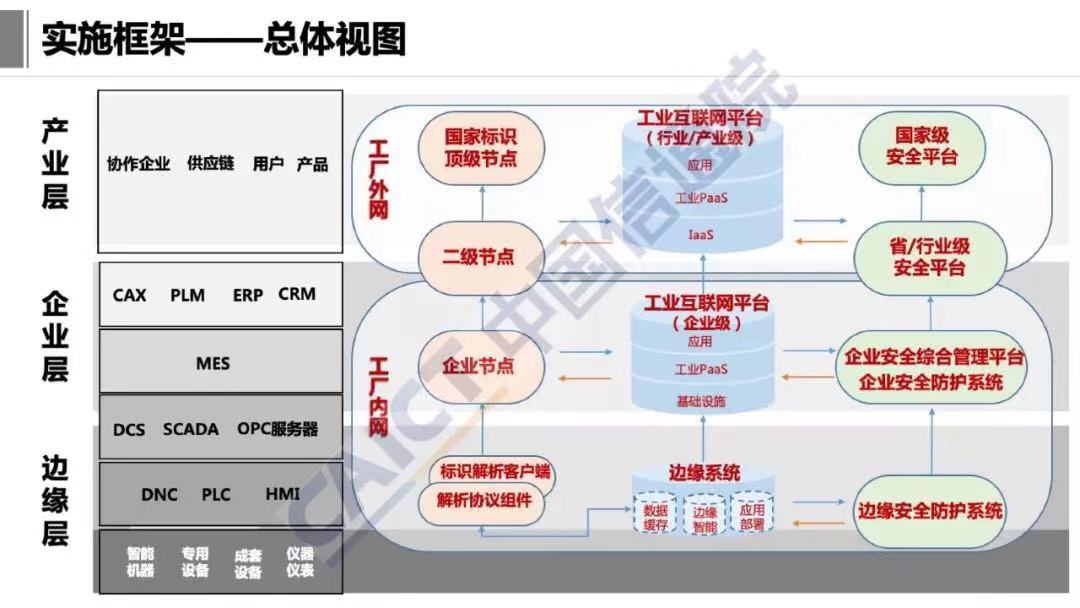 实施框架——总体视图
产业层
协作企业 供应链 用户 产品
工厂外网
国家标识
顶级节点
二级节点
工业互联网平台
（行业/产业级）
应用
工业PaaS
IaaS
国家级
安全平台
省/行业级
安全平台
企业层
CAX PLM ERP CRM
MES
工厂内网
企业节点
工业互联网平台
（企业级）
应用
工业PaaS
基础设施
企业安全综合管理平台
企业安全防护系统
DCS SCADA OPC服务器
边缘层
DNC PLC HMI
智能
机器
专用
设备
成套
设备
仪器
仪表
标识解析客户端
解析协议组件
边缘系统
数据
缓存
边缘
智能
应用
部署
边缘安全防护系统
CAICT 中国信通院